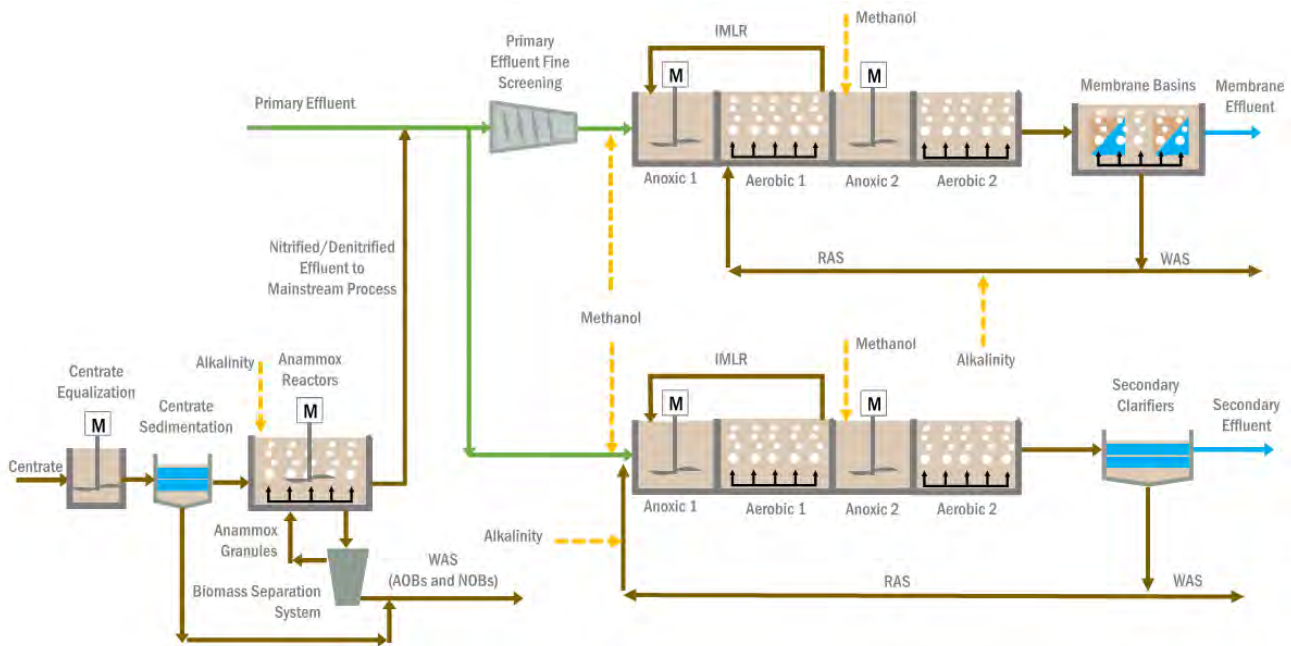 Methanol
IMLR
Primary
Effluent Fine
Screening
M
M
Membrane Basins
Membrane
Effluent
Primary Effluent
Anoxic 1
Aerobic 1
Anoxic 2
Aerobic 2
Nitrified/Denitrified
Effluent to
Mainstream Process
RAS
WAS
Methanol
Methanol
Alkalinity
IMLR
Alkalinity
Anammox
Reactors
Centrate
Equalization
Centrate
Sedimentation
M
M
M
M
Secondary
Clarifiers
Secondary
Effluent
Centrate
Anoxic 1
Aerobic 1
Anoxic 2
Aerobic 2
Anammox
Granules
Alkalinity
WAS
(AOBs and NOBs)
Biomass Separation
System
RAS
WAS